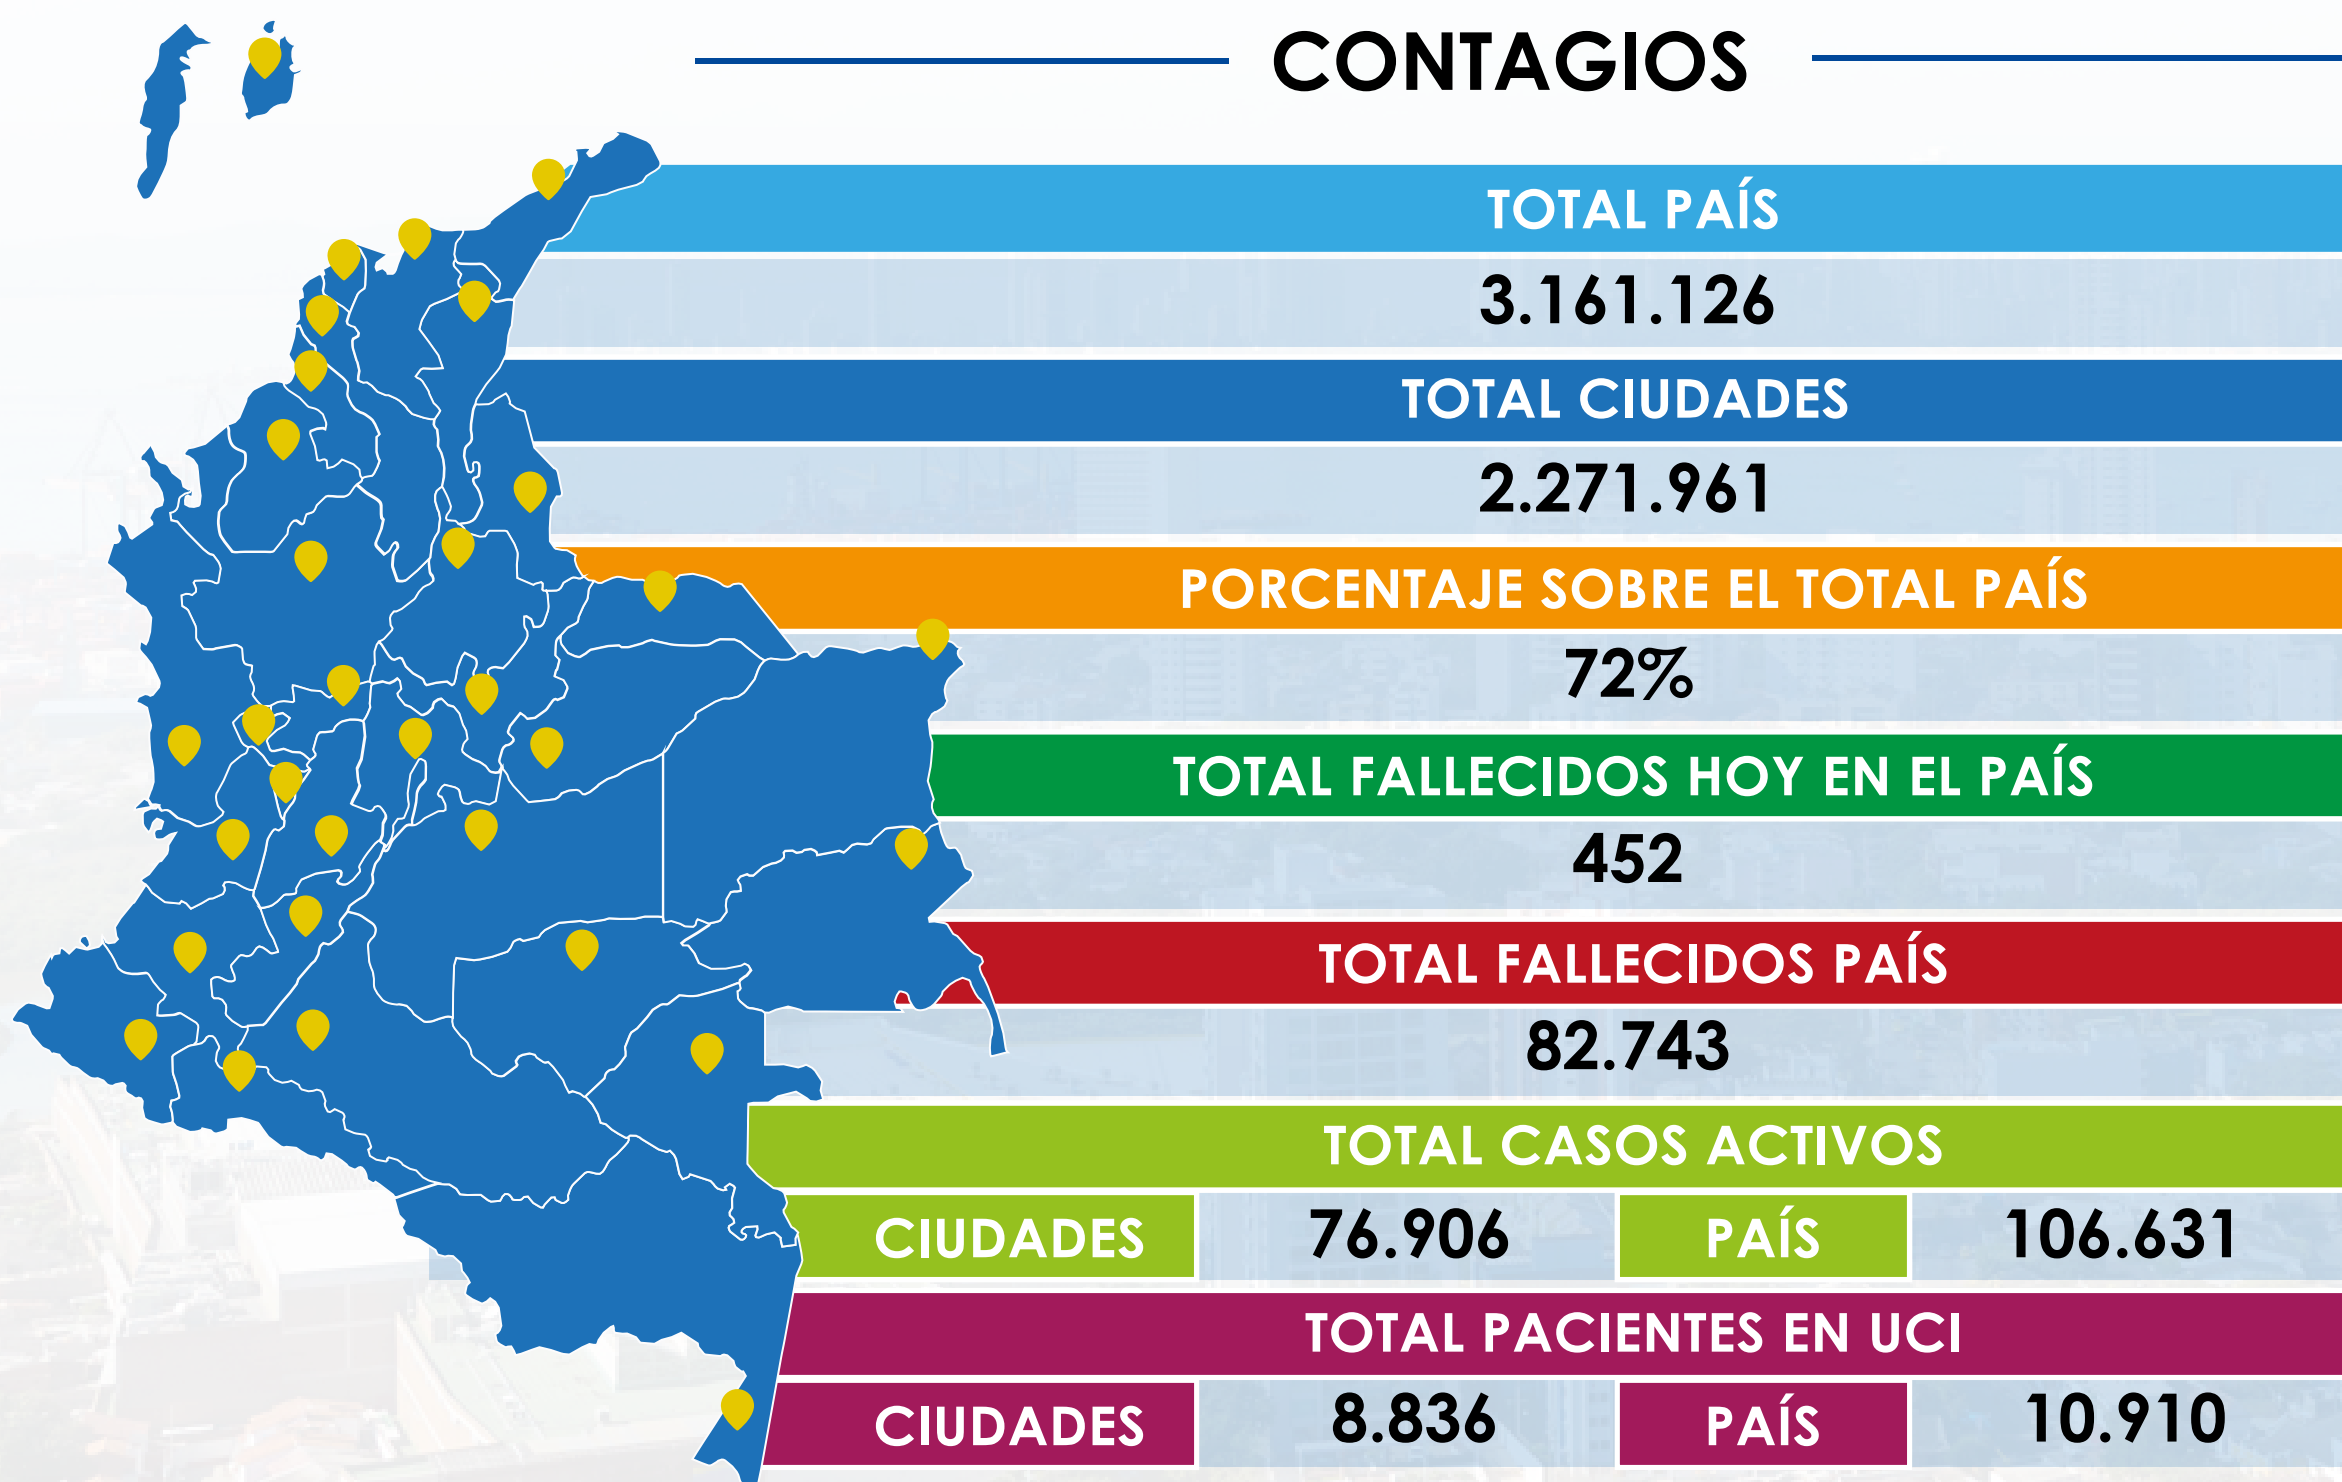 CONTAGIOS
TOTAL PAÍS
3.161.126
TOTAL CIUDADES
2.271.961
PORCENTAJE SOBRE EL TOTAL PAÍS
72%
TOTAL FALLECIDOS HOY EN EL PAÍS
452
TOTAL FALLECIDOS PAÍS
82.743
TOTAL CASOS ACTIVOS
CIUDADES 76.906 PAÍS 106.631
TOTAL PACIENTES EN UCI
CIUDADES 8.836 PAÍS 10.910